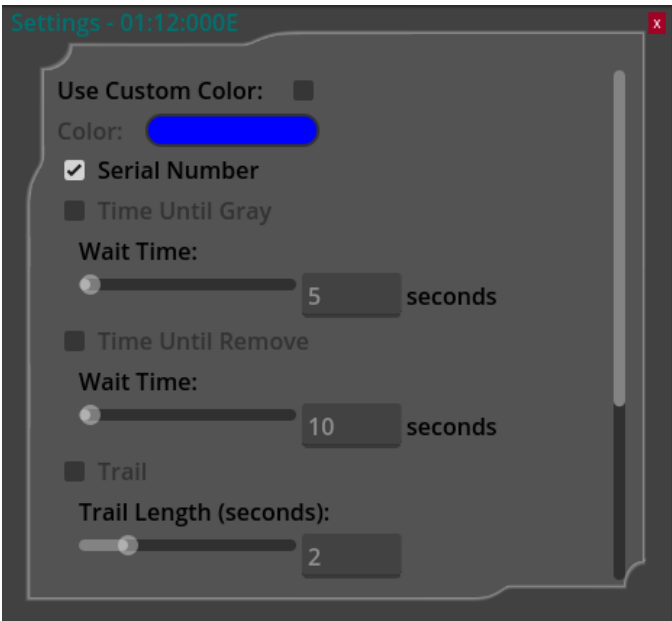 Settings - 01:12:000E x
Use Custom Color:
Color:
Serial Number
Time Until Gray
Wait Time:
5 seconds
Time Until Remove
Wait Time:
10 seconds
Trail
Trail Length (seconds):
2